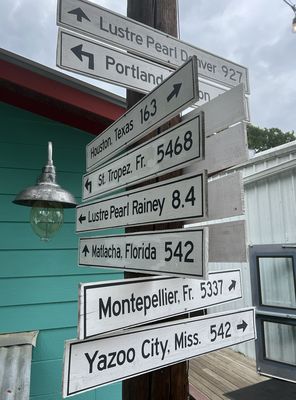 Lustre Pearl Denver 927
Portland
Houston, Texas 163
St. Tropez, Fr. 5468
Lustre Pearl Rainey 8.4
Matlacha, Florida 542
Montepellier, Fr. 5337
Yazoo City, Miss. 542